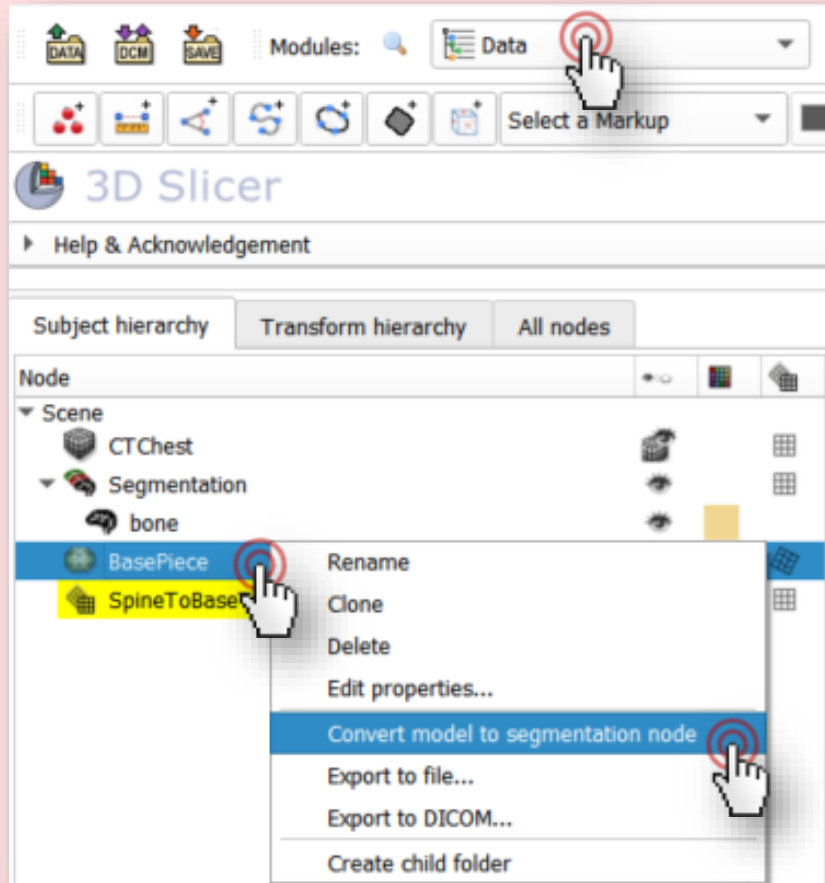 DATA DCM SAVE Modules: Data
Select a Markup
3D Slicer
Help & Acknowledgement
Subject hierarchy Transform hierarchy All nodes
Node
Scene
CTChest
Segmentation
bone
BasePiece Rename
SpineToBase Clone
Delete
Edit properties...
Convert model to segmentation node
Export to file...
Export to DICOM...
Create child folder